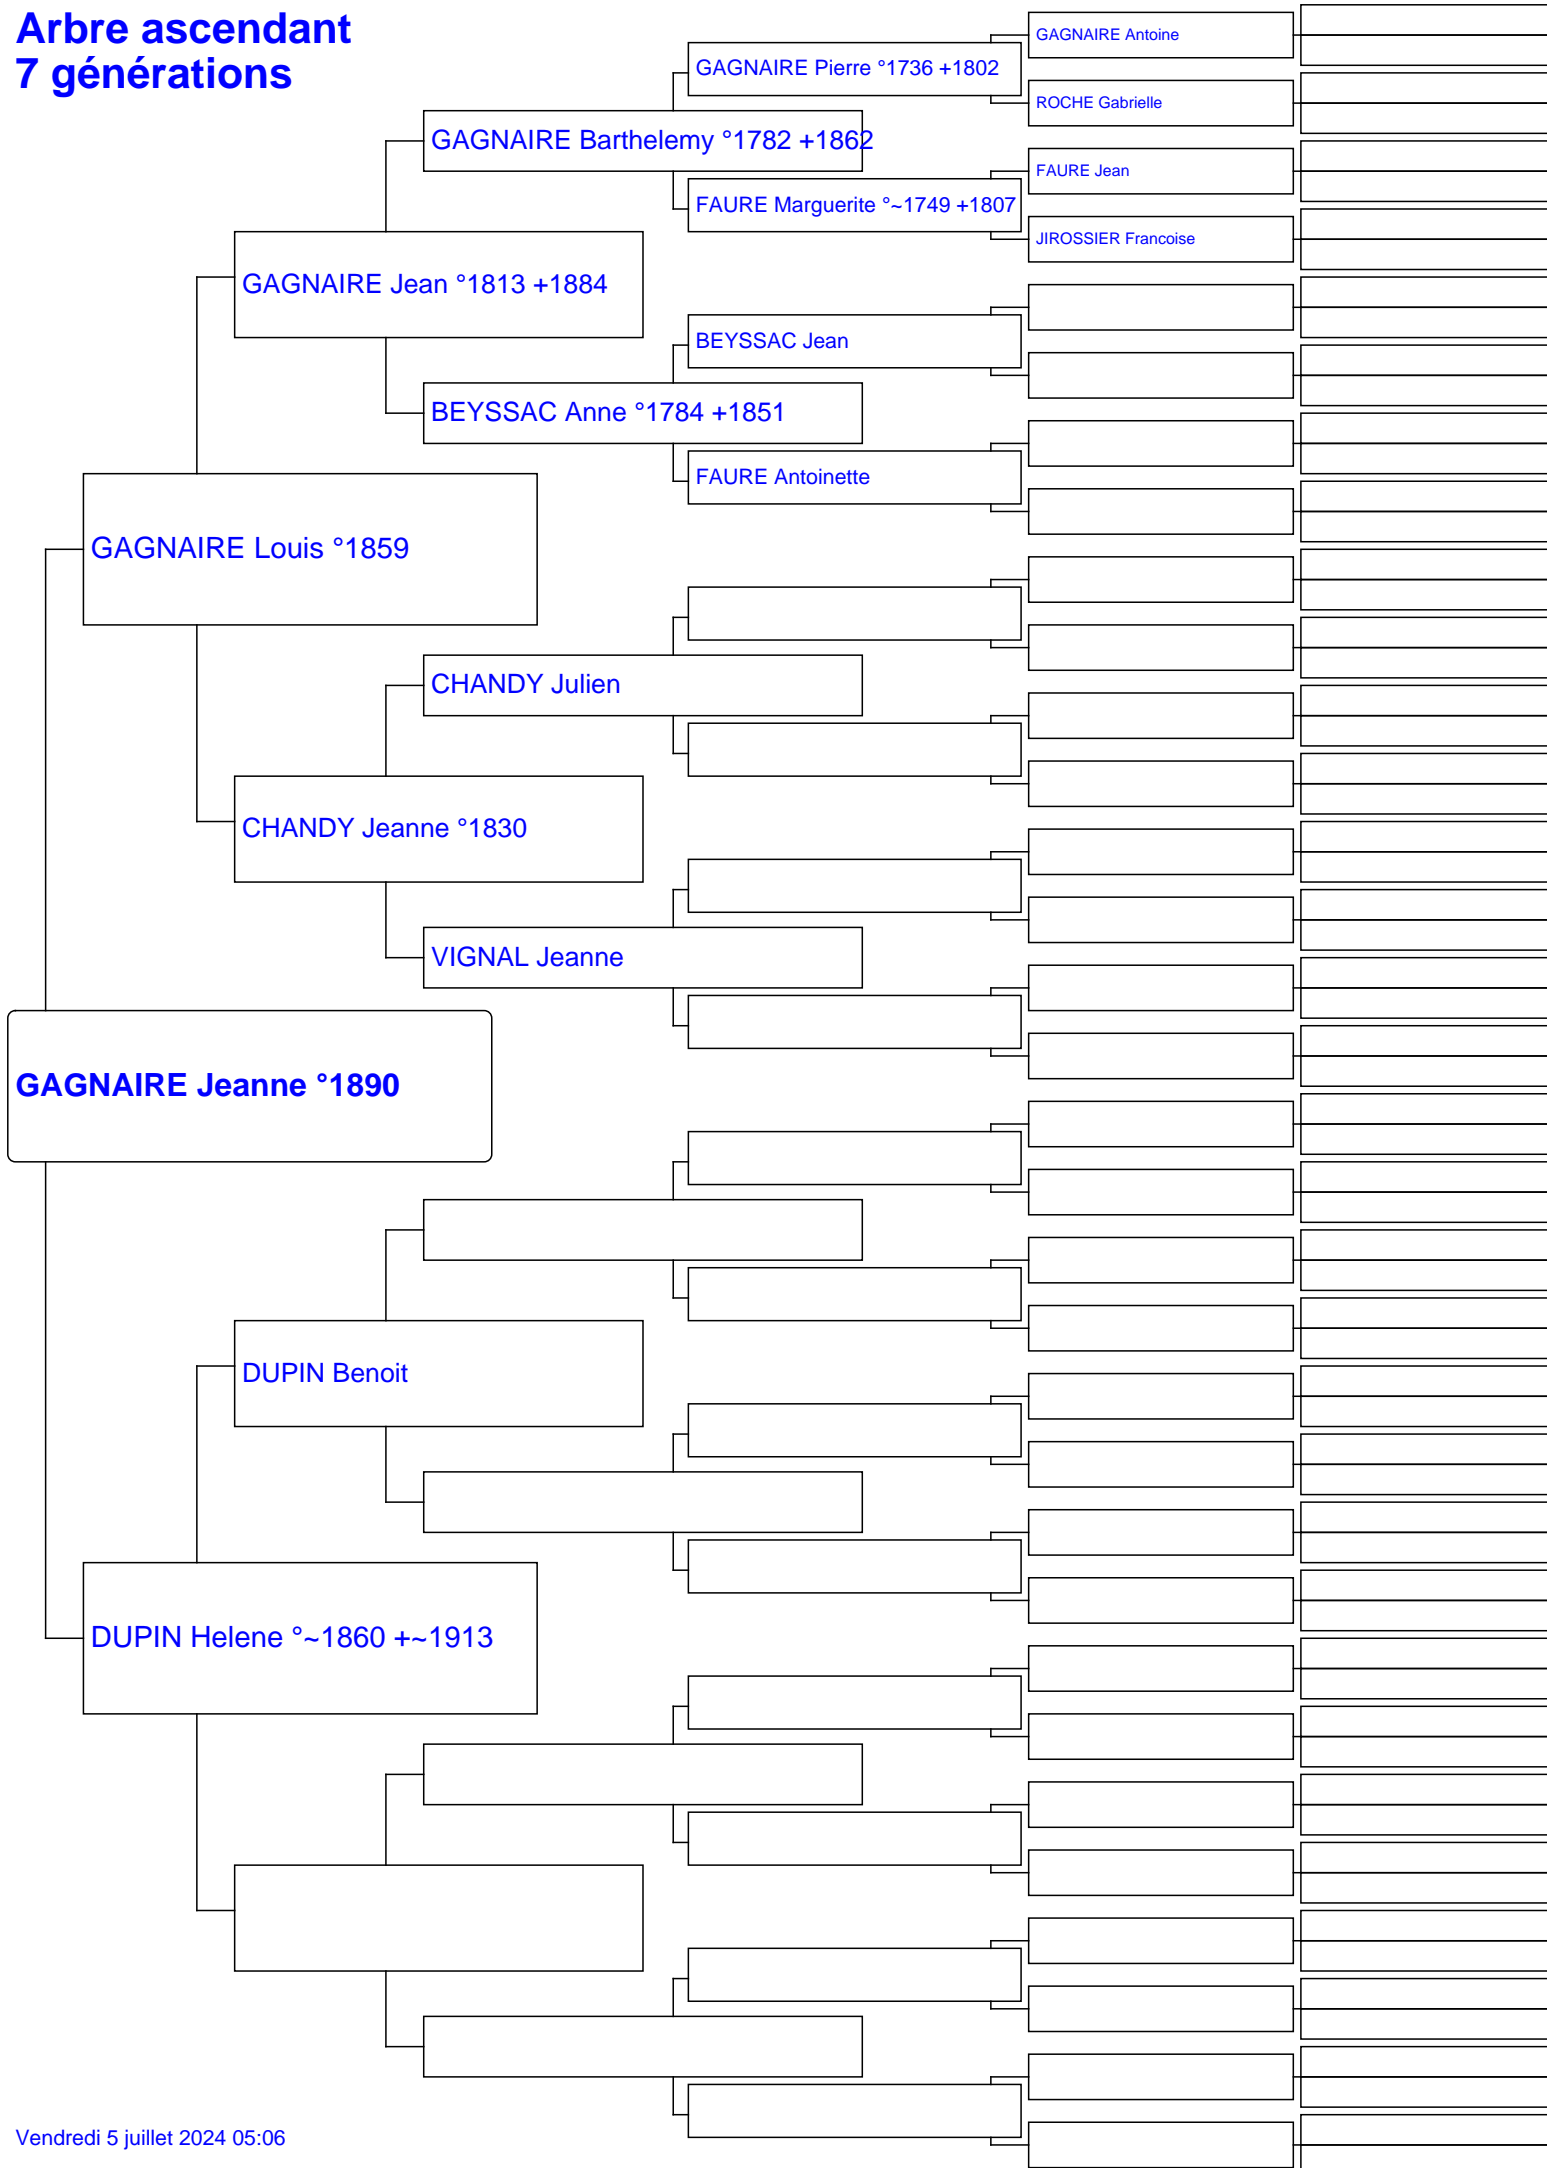 Arbre ascendant
7 générations
GAGNAIRE Antoine
GAGNAIRE Pierre °1736 +1802
ROCHE Gabrielle
GAGNAIRE Barthelemy °1782 +1862
FAURE Jean
FAURE Marguerite °~1749 +1807
JIROSSIER Francoise
GAGNAIRE Jean °1813 +1884
BEYSSAC Jean
BEYSSAC Anne °1784 +1851
FAURE Antoinette
GAGNAIRE Louis °1859
CHANDY Julien
CHANDY Jeanne °1830
VIGNAL Jeanne
GAGNAIRE Jeanne °1890
DUPIN Benoit
DUPIN Helene °~1860 +~1913
Vendredi 5 juillet 2024 05:06